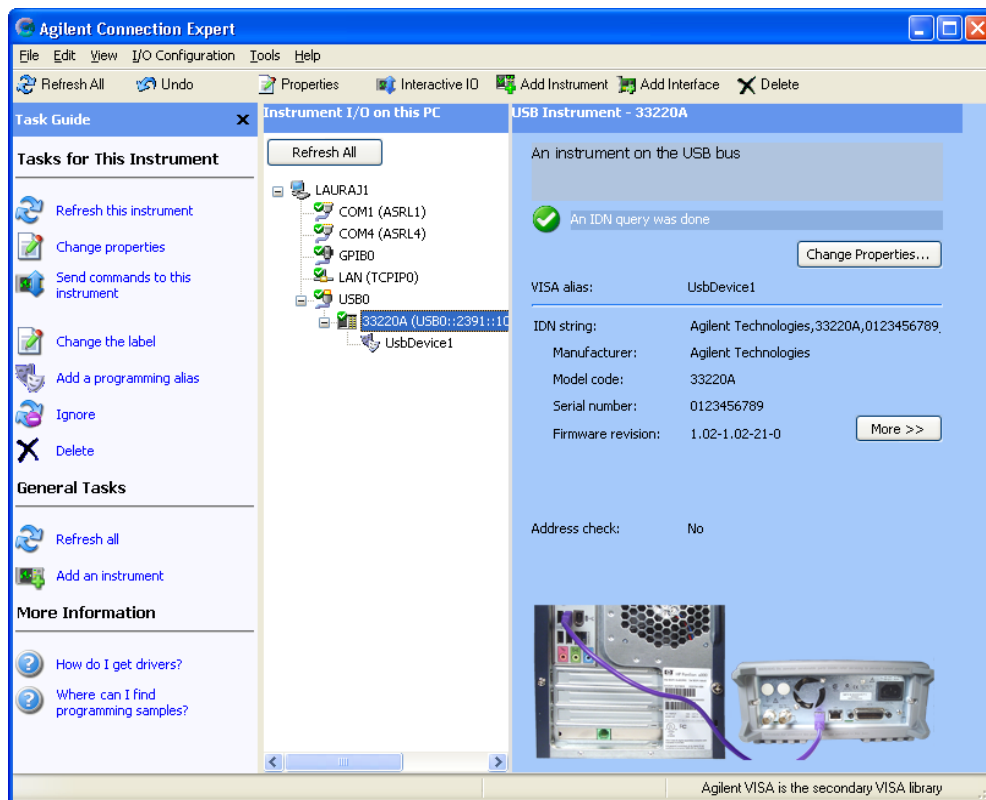 Agilent Connection Expert
File Edit View I/O Configuration Tools Help
Refresh All Undo Properties Interactive IO Add Instrument Add Interface Delete
Task Guide
Tasks for This Instrument
Refresh this instrument
Change properties
Send commands to this
instrument
Change the label
Add a programming alias
Ignore
Delete
General Tasks
Refresh all
Add an instrument
More Information
How do I get drivers?
Where can I find
programming samples?
Instrument I/O on this PC
Refresh All
LAURAJ1
COM1 (ASRL1)
COM4 (ASRL4)
GPIB0
LAN (TCPIP0)
USB0
33220A (USB0::2391::10
UsbDevice1
USB Instrument - 33220A
An instrument on the USB bus
An IDN query was done
Change Properties...
VISA alias: UsbDevice1
IDN string: Agilent Technologies,33220A,0123456789,
Manufacturer: Agilent Technologies
Model code: 33220A
Serial number: 0123456789
Firmware revision: 1.02-1.02-21-0
More >>
Address check: No
Agilent VISA is the secondary VISA library